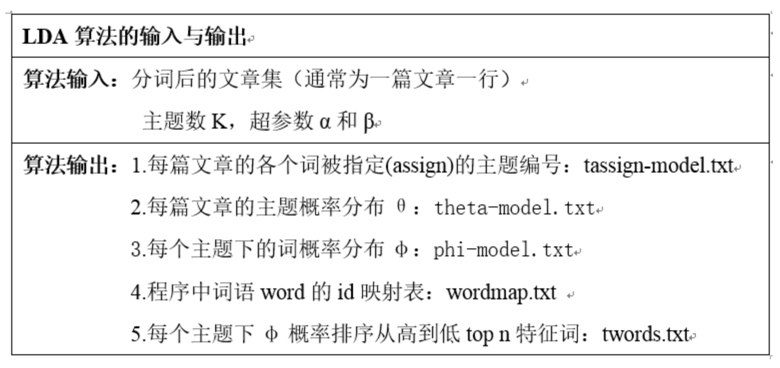 LDA 算法的输入与输出
算法输入：分词后的文章集（通常为一篇文章一行）
主题数 K，超参数 α 和 β
算法输出：1.每篇文章的各个词被指定(assign)的主题编号：tassign-model.txt
2.每篇文章的主题概率分布 θ：theta-model.txt
3.每个主题下的词概率分布 φ：phi-model.txt
4.程序中词语 word 的 id 映射表：wordmap.txt
5.每个主题下 φ 概率排序从高到低 top n 特征词：twords.txt